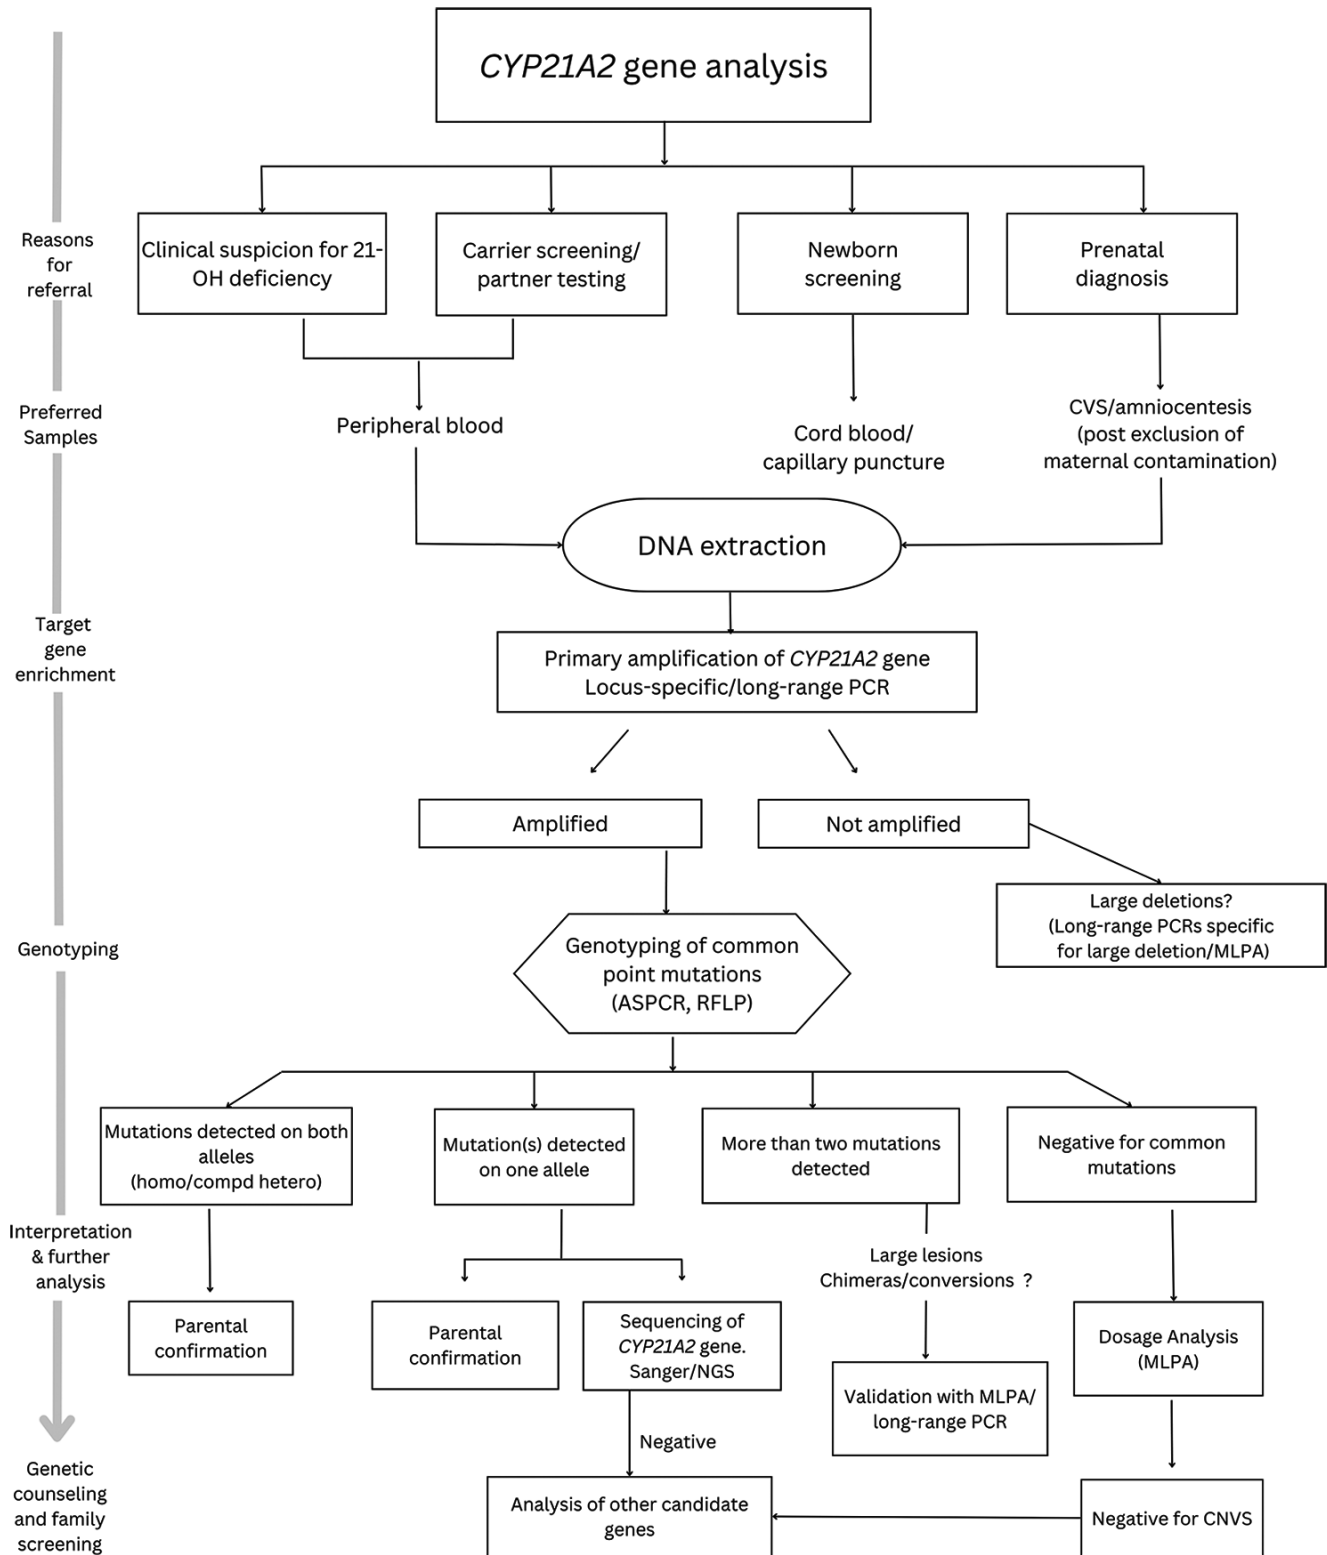 CYP21A2 gene analysis
Reasons
for
referral
Clinical suspicion for 21-
OH deficiency
Carrier screening/
partner testing
Newborn
screening
Prenatal
diagnosis
Preferred
Samples
Peripheral blood
Cord blood/
capillary puncture
CVS/amniocentesis
(post exclusion of
maternal contamination)
DNA extraction
Target
gene
enrichment
Primary amplification of CYP21A2 gene
Locus-specific/long-range PCR
Amplified
Not amplified
Large deletions?
(Long-range PCRs specific
for large deletion/MLPA)
Genotyping
Genotyping of common
point mutations
(ASPCR, RFLP)
Mutations detected on both
alleles
(homo/compd hetero)
Mutation(s) detected
on one allele
More than two mutations
detected
Negative for common
mutations
Interpretation
& further
analysis
Large lesions
Chimeras/conversions ?
Parental
confirmation
Parental
confirmation
Sequencing of
CYP21A2 gene.
Sanger/NGS
Validation with MLPA/
long-range PCR
Dosage Analysis
(MLPA)
Negative
Genetic
counseling
and family
screening
Analysis of other candidate
genes
Negative for CNVS